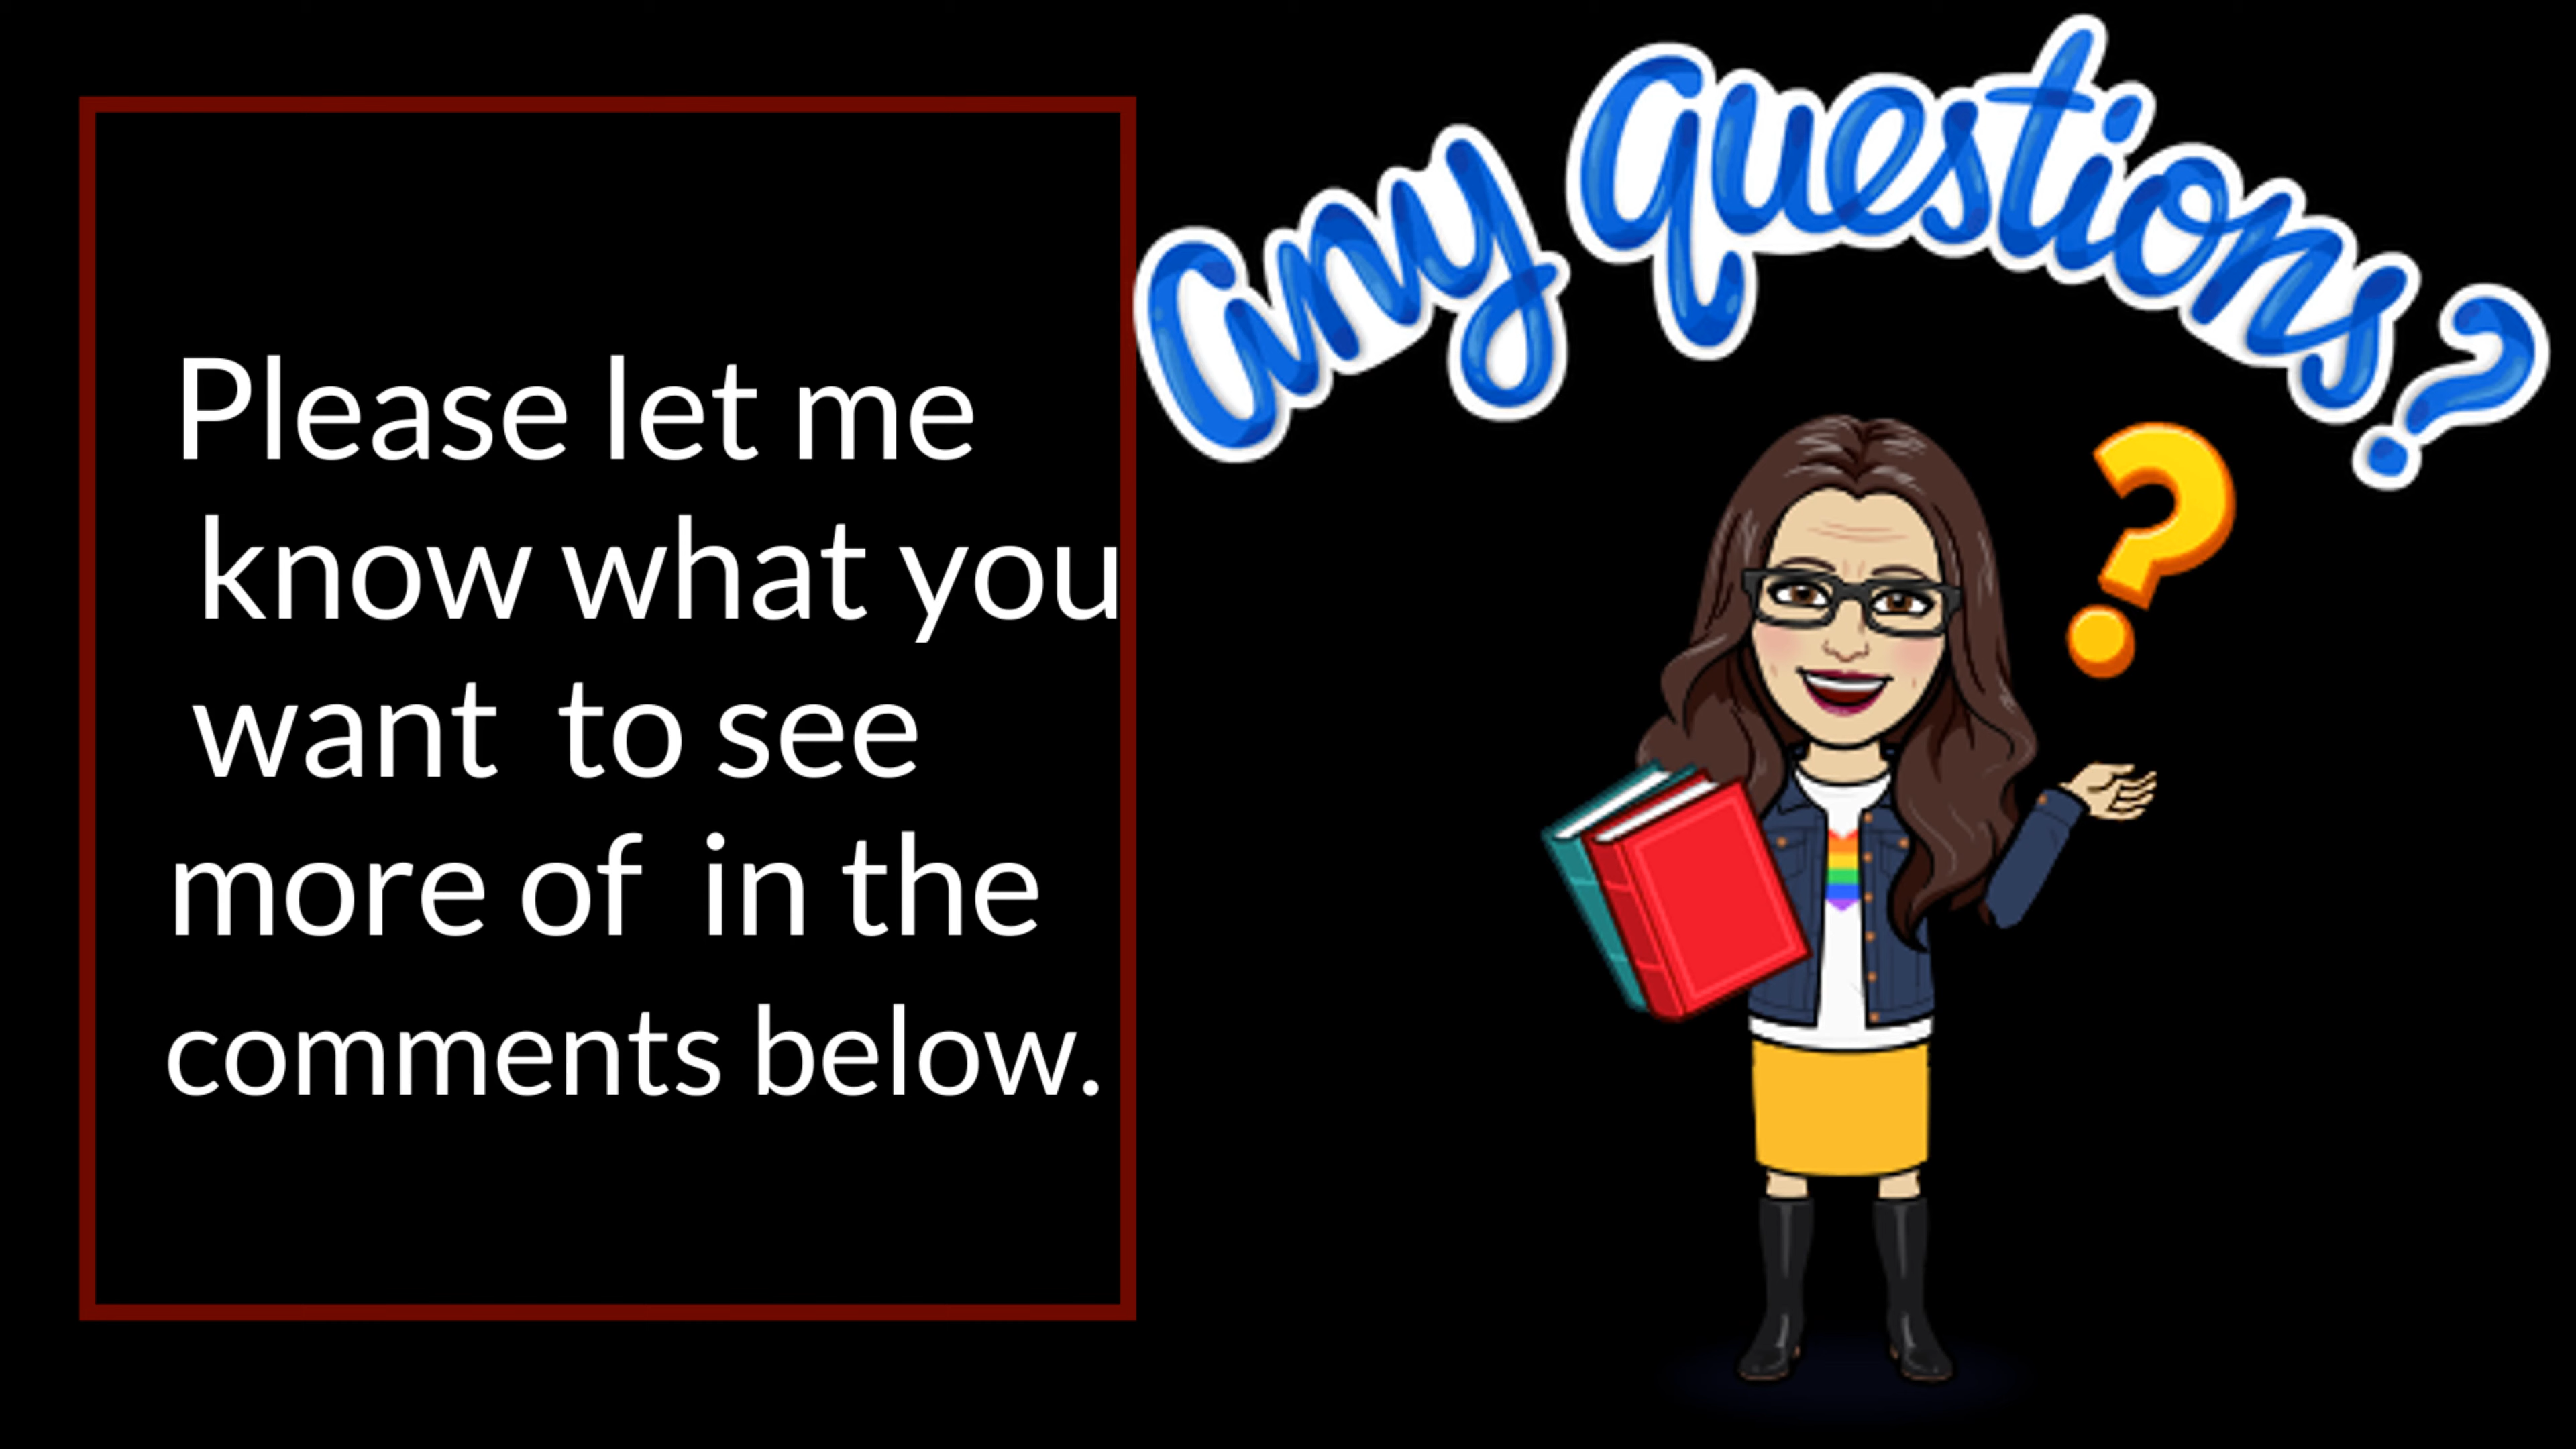 Please let me
know what you
want to see
more of in the
comments below.
any questions?
?